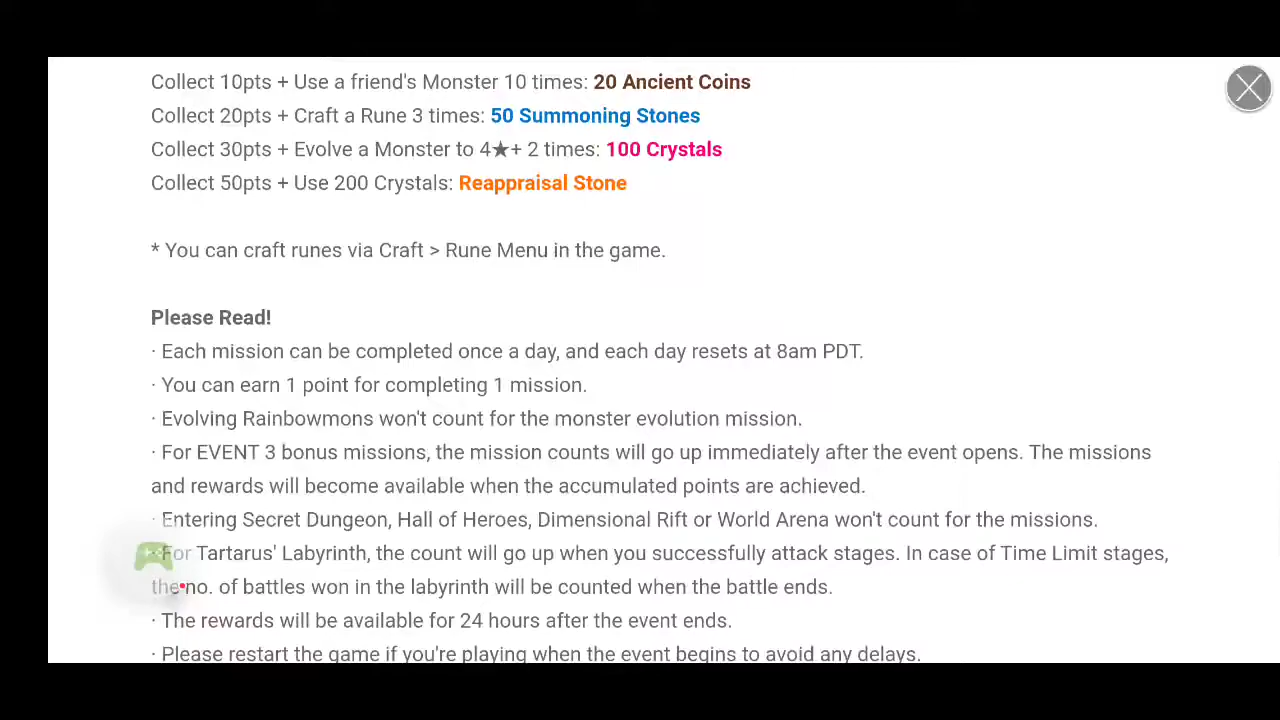 Collect 10pts + Use a friend's Monster 10 times: 20 Ancient Coins
Collect 20pts + Craft a Rune 3 times: 50 Summoning Stones
Collect 30pts + Evolve a Monster to 4★+ 2 times: 100 Crystals
Collect 50pts + Use 200 Crystals: Reappraisal Stone
* You can craft runes via Craft > Rune Menu in the game.
Please Read!
· Each mission can be completed once a day, and each day resets at 8am PDT.
· You can earn 1 point for completing 1 mission.
· Evolving Rainbowmons won't count for the monster evolution mission.
· For EVENT 3 bonus missions, the mission counts will go up immediately after the event opens. The missions
and rewards will become available when the accumulated points are achieved.
· Entering Secret Dungeon, Hall of Heroes, Dimensional Rift or World Arena won't count for the missions.
· For Tartarus' Labyrinth, the count will go up when you successfully attack stages. In case of Time Limit stages,
the no. of battles won in the labyrinth will be counted when the battle ends.
· The rewards will be available for 24 hours after the event ends.
· Please restart the game if you're playing when the event begins to avoid any delays.